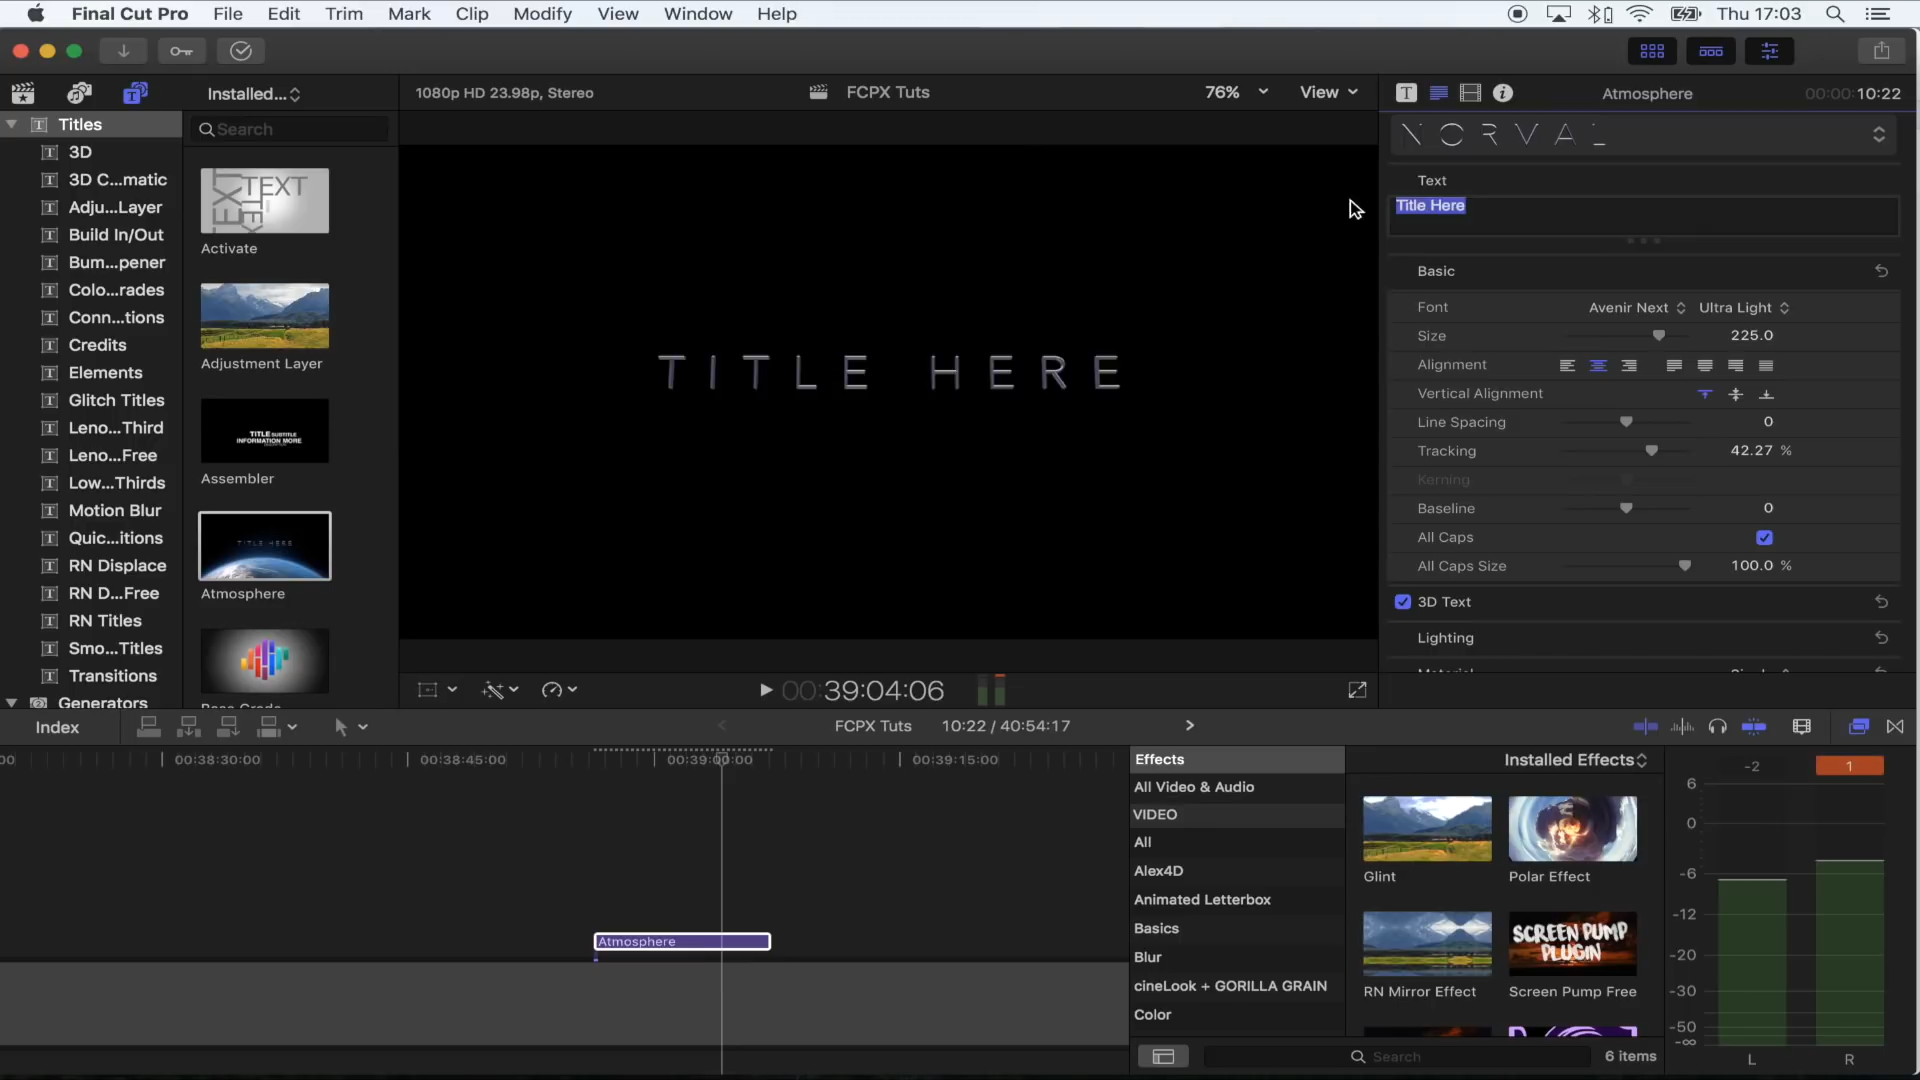 Final Cut Pro File Edit Trim Mark Clip Modify View Window Help Thu 17:03
Installed... 1080p HD 23.98p, Stereo FCPX Tuts 76% View Atmosphere 00:00:10:22
Titles
Search
3D
3D C...matic
Adju...Layer
Build In/Out
Bum...pener
Colo...rades
Conn...tions
Credits
Elements
Glitch Titles
Leno...Third
Leno...Free
Low...Thirds
Motion Blur
Quic...itions
RN Displace
RN D...Free
RN Titles
Smo...Titles
Transitions
Generators
TEXT
TEXT
Activate
Adjustment Layer
TITLE SUBTITLE
INFORMATION MORE
Assembler
TITLE HERE
Atmosphere
TITLE HERE
NORVAL
Text
Title Here
Basic
Font Avenir Next Ultra Light
Size 225.0
Alignment
Vertical Alignment
Line Spacing 0
Tracking 42.27 %
Kerning
Baseline 0
All Caps
All Caps Size 100.0 %
3D Text
Lighting
00:39:04:06
Index FCPX Tuts 10:22 / 40:54:17
00:38:30:00 00:38:45:00 00:39:00:00 00:39:15:00
Atmosphere
Effects
All Video & Audio
VIDEO
All
Alex4D
Animated Letterbox
Basics
Blur
cineLook + GORILLA GRAIN
Color
Installed Effects
Glint
Polar Effect
RN Mirror Effect
SCREEN PUMP
PLUGIN
Screen Pump Free
Search 6 items
-2 1
6
0
-6
-12
-20
-30
-50
-∞
L R